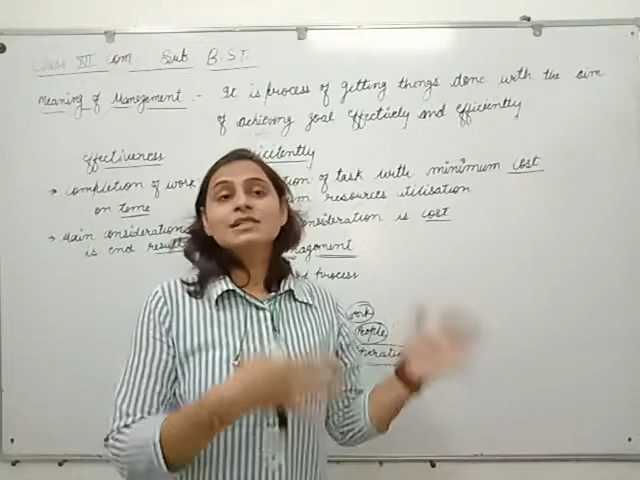 Class XII com Sub B.ST.
Meaning of Management :- It is process of getting things done with the aim
of achieving goal effectively and efficiently
effectiveness
→ completion of work
on time
→ Main consideration
is end result
of task with minimum cost
resources utilisation
consideration is cost
process
work
People